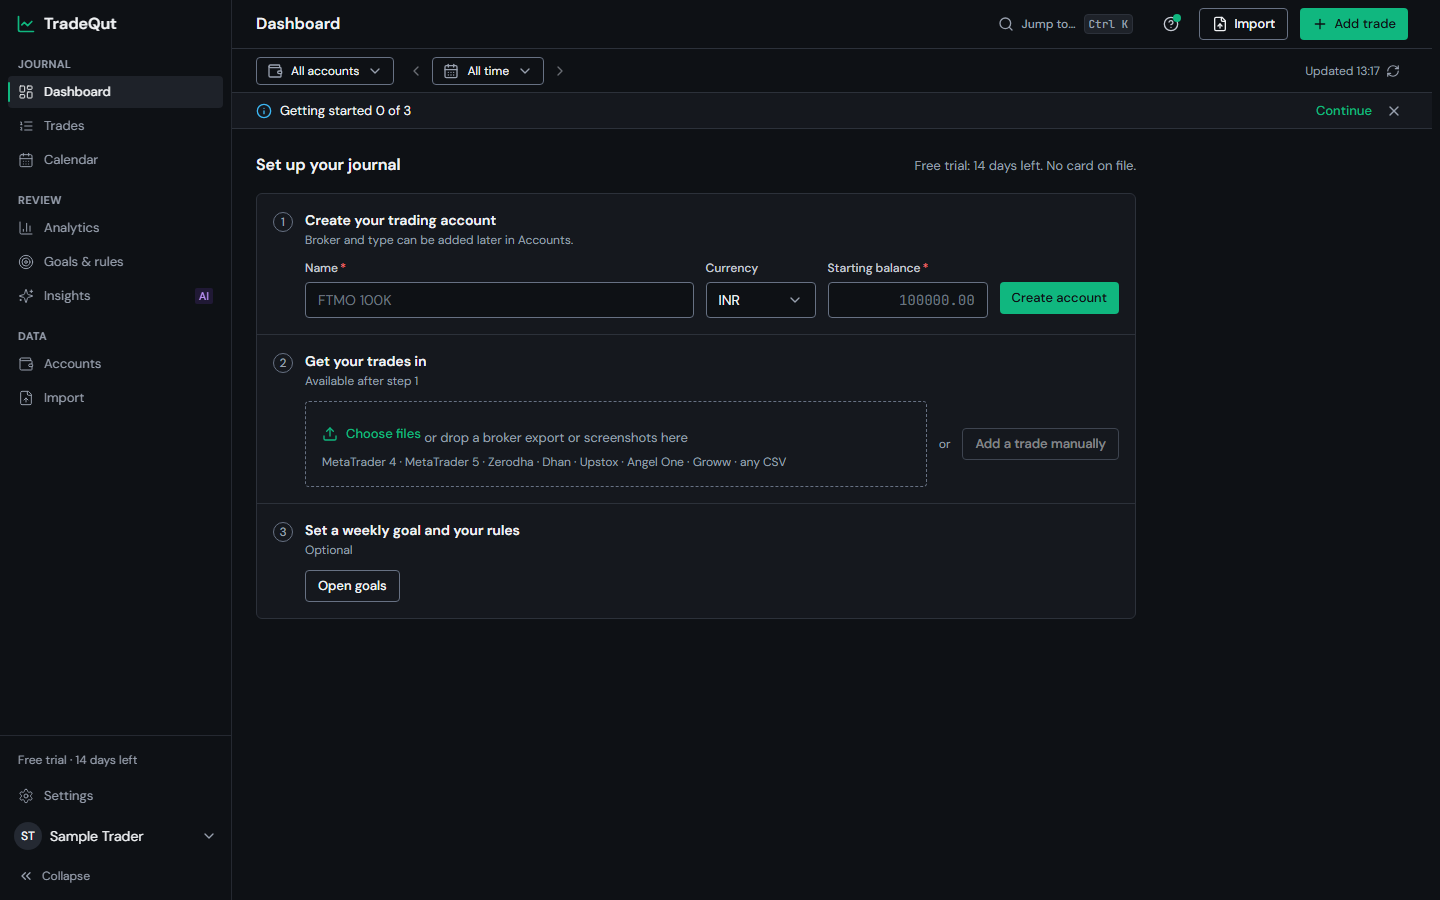 TradeQut
JOURNAL
Dashboard
Trades
Calendar
REVIEW
Analytics
Goals & rules
Insights AI
DATA
Accounts
Import
Free trial · 14 days left
Settings
ST Sample Trader
Collapse
Dashboard
Jump to... Ctrl K
Import
Add trade
All accounts
All time
Updated 13:17
Getting started 0 of 3
Continue
Set up your journal
Free trial: 14 days left. No card on file.
1 Create your trading account
Broker and type can be added later in Accounts.
Name * Currency Starting balance *
FTMO 100K INR 100000.00 Create account
2 Get your trades in
Available after step 1
Choose files or drop a broker export or screenshots here
MetaTrader 4 · MetaTrader 5 · Zerodha · Dhan · Upstox · Angel One · Groww · any CSV
or Add a trade manually
3 Set a weekly goal and your rules
Optional
Open goals